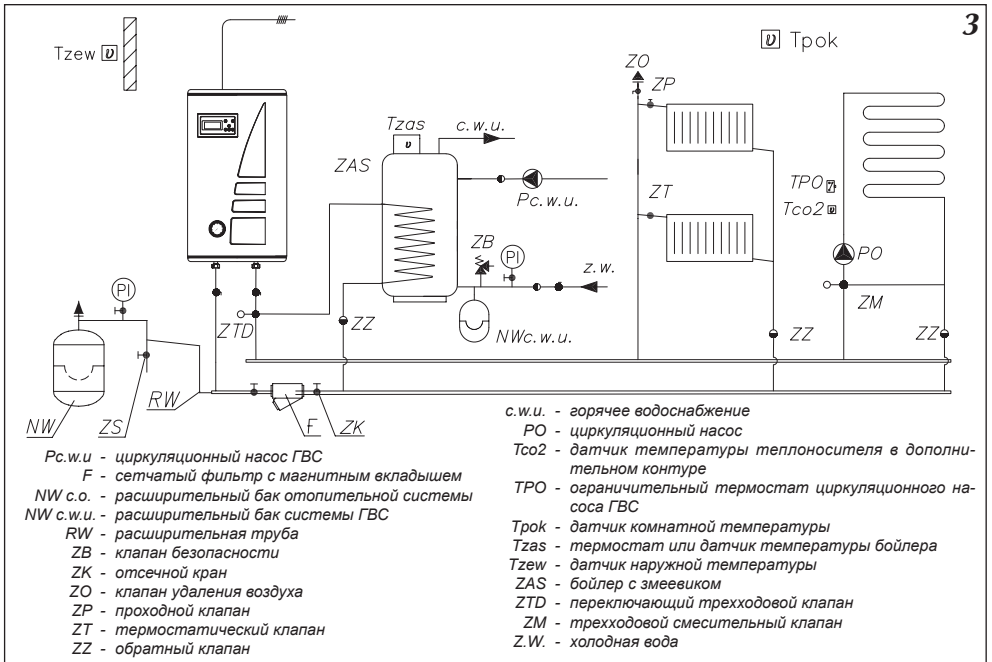 3
Tzew υ
υ Tpok
ZO
ZP
Tzas
υ
c.w.u.
ZAS
Pc.w.u.
ZT
TPO
Tco2 υ
ZB
PI
z.w.
PO
PI
ZTD
ZZ
NWc.w.u.
ZM
ZZ
ZZ
NW
ZS
RW
F
ZK
Pc.w.u - циркуляционный насос ГВС
F - сетчатый фильтр с магнитным вкладышем
NW c.o. - расширительный бак отопительной системы
NW c.w.u. - расширительный бак системы ГВС
RW - расширительная труба
ZB - клапан безопасности
ZK - отсечной кран
ZO - клапан удаления воздуха
ZP - проходной клапан
ZT - термостатический клапан
ZZ - обратный клапан
c.w.u. - горячее водоснабжение
PO - циркуляционный насос
Tco2 - датчик температуры теплоносителя в дополни-
тельном контуре
TPO - ограничительный термостат циркуляционного на-
соса ГВС
Tpok - датчик комнатной температуры
Tzas - термостат или датчик температуры бойлера
Tzew - датчик наружной температуры
ZAS - бойлер с змеевиком
ZTD - переключающий трехходовой клапан
ZM - трехходовой смесительный клапан
Z.W. - холодная вода